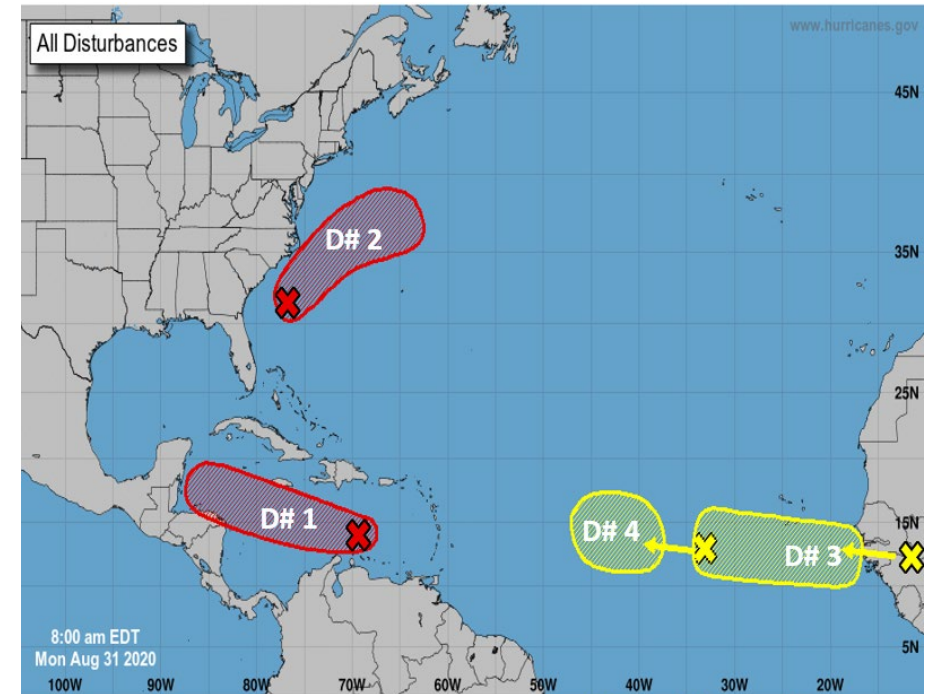 All Disturbances
www.hurricanes.gov
45N
D# 2
35N
25N
D# 1
D# 4
15N
D# 3
8:00 am EDT
Mon Aug 31 2020
5N
100W 90W 80W 70W 60W 50W 40W 30W 20W